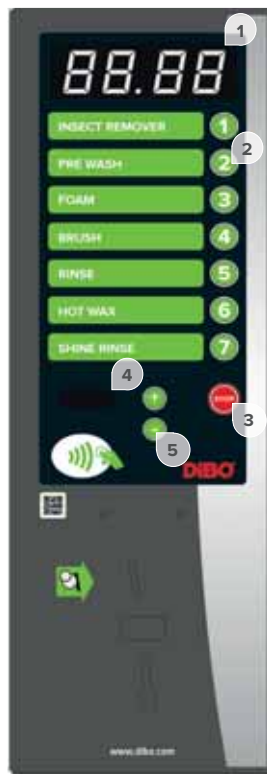 1
88.88
INSECT REMOVER 1
2
PRE WASH 2
FOAM 3
BRUSH 4
RINSE 5
HOT WAX 6
SHINE RINSE 7
4
+
STOP
3
-
5
DiBO
www.dibo.com